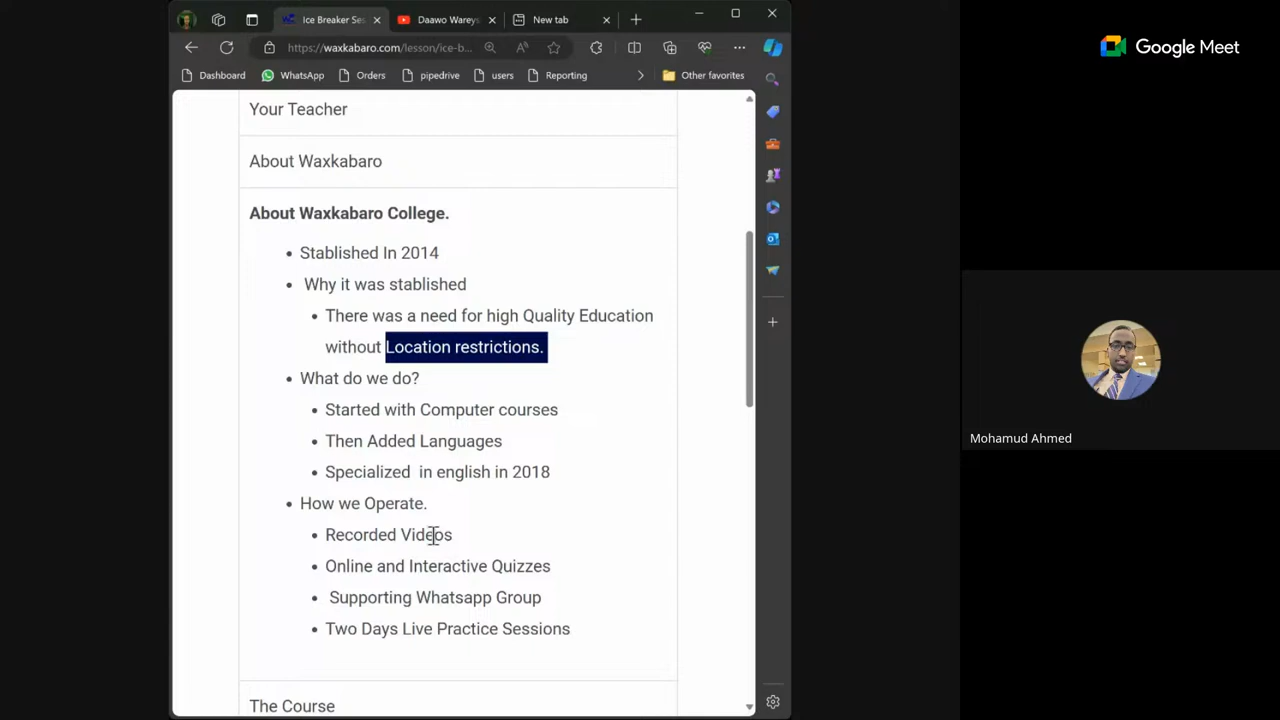 Ice Breaker Ses
Daawo Wareys
New tab
https://waxkabaro.com/lesson/ice-b...
Dashboard
WhatsApp
Orders
pipedrive
users
Reporting
Other favorites
Google Meet
Your Teacher
About Waxkabaro
About Waxkabaro College.
Stablished In 2014
Why it was stablished
There was a need for high Quality Education
without Location restrictions.
What do we do?
Started with Computer courses
Then Added Languages
Specialized in english in 2018
How we Operate.
Recorded Videos
Online and Interactive Quizzes
Supporting Whatsapp Group
Two Days Live Practice Sessions
The Course
Mohamud Ahmed